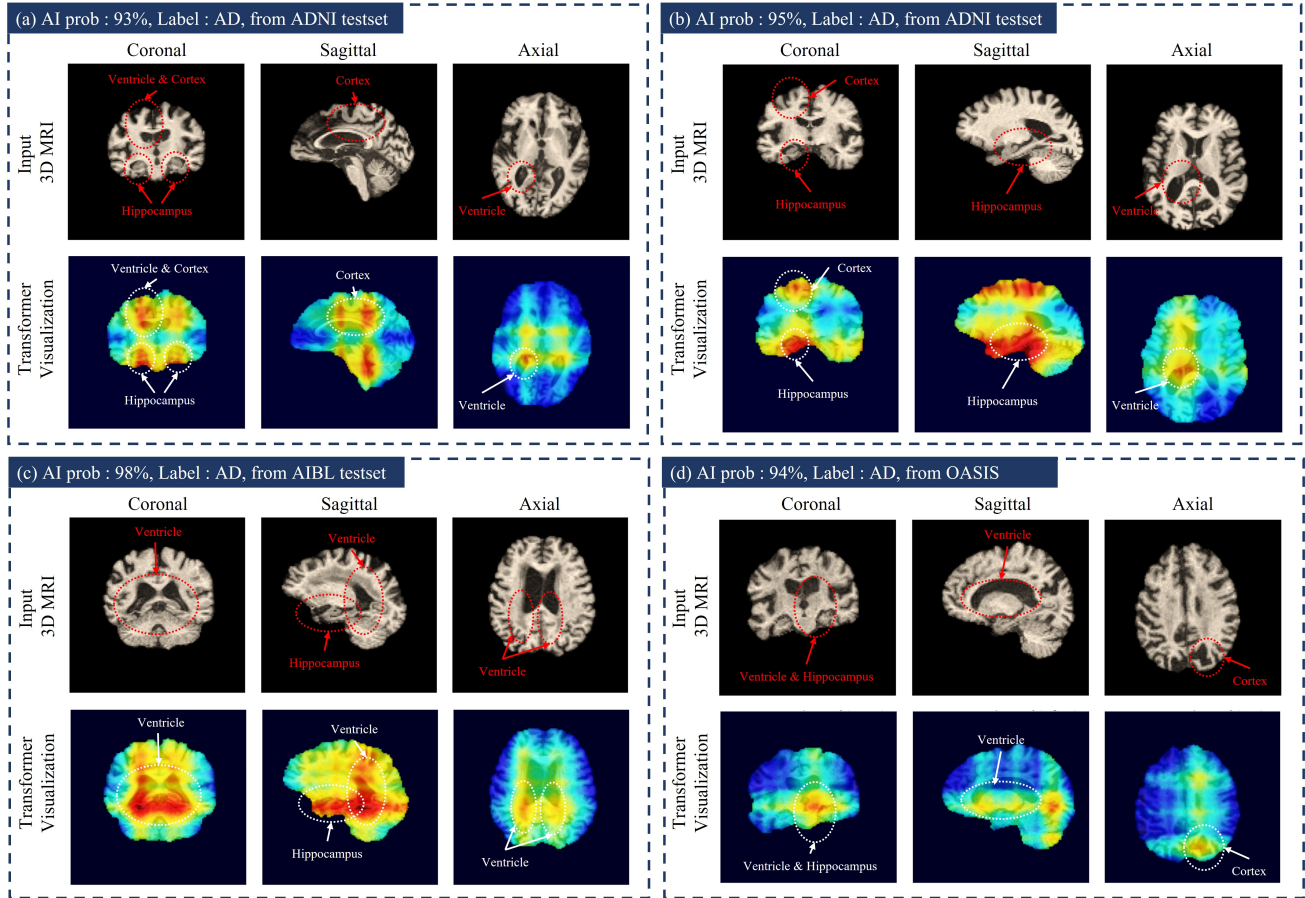 (a) AI prob : 93%, Label : AD, from ADNI testset
Coronal
Sagittal
Axial
Input
3D MRI
Ventricle & Cortex
Hippocampus
Cortex
Ventricle
Transformer
Visualization
Ventricle & Cortex
Hippocampus
Cortex
Ventricle
(b) AI prob : 95%, Label : AD, from ADNI testset
Coronal
Sagittal
Axial
Input
3D MRI
Cortex
Hippocampus
Hippocampus
Ventricle
Transformer
Visualization
Cortex
Hippocampus
Hippocampus
Ventricle
(c) AI prob : 98%, Label : AD, from AIBL testset
Coronal
Sagittal
Axial
Input
3D MRI
Ventricle
Ventricle
Hippocampus
Ventricle
Transformer
Visualization
Ventricle
Ventricle
Hippocampus
Ventricle
(d) AI prob : 94%, Label : AD, from OASIS
Coronal
Sagittal
Axial
Input
3D MRI
Ventricle & Hippocampus
Ventricle
Cortex
Transformer
Visualization
Ventricle & Hippocampus
Ventricle
Cortex